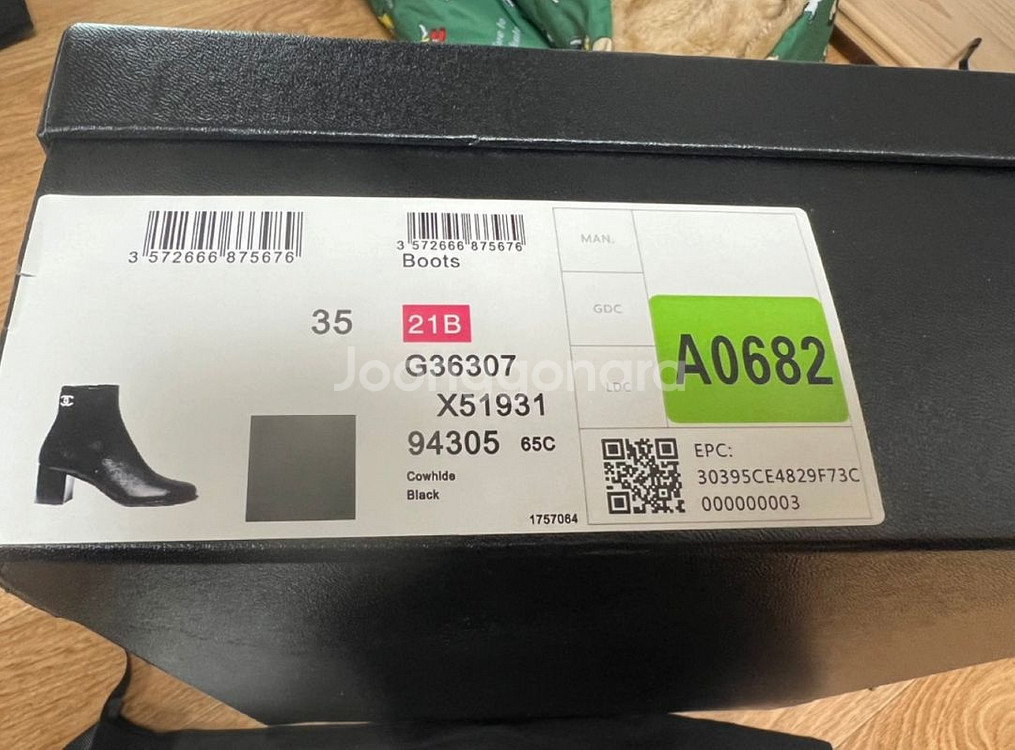 3 572666 875676
3 572666 875676
Boots
35
21B
G36307
X51931
94305 65C
Cowhide
Black
1757064
MAN.
GDC
LDC
A0682
EPC:
30395CE4829F73C
000000003
Joonggonara